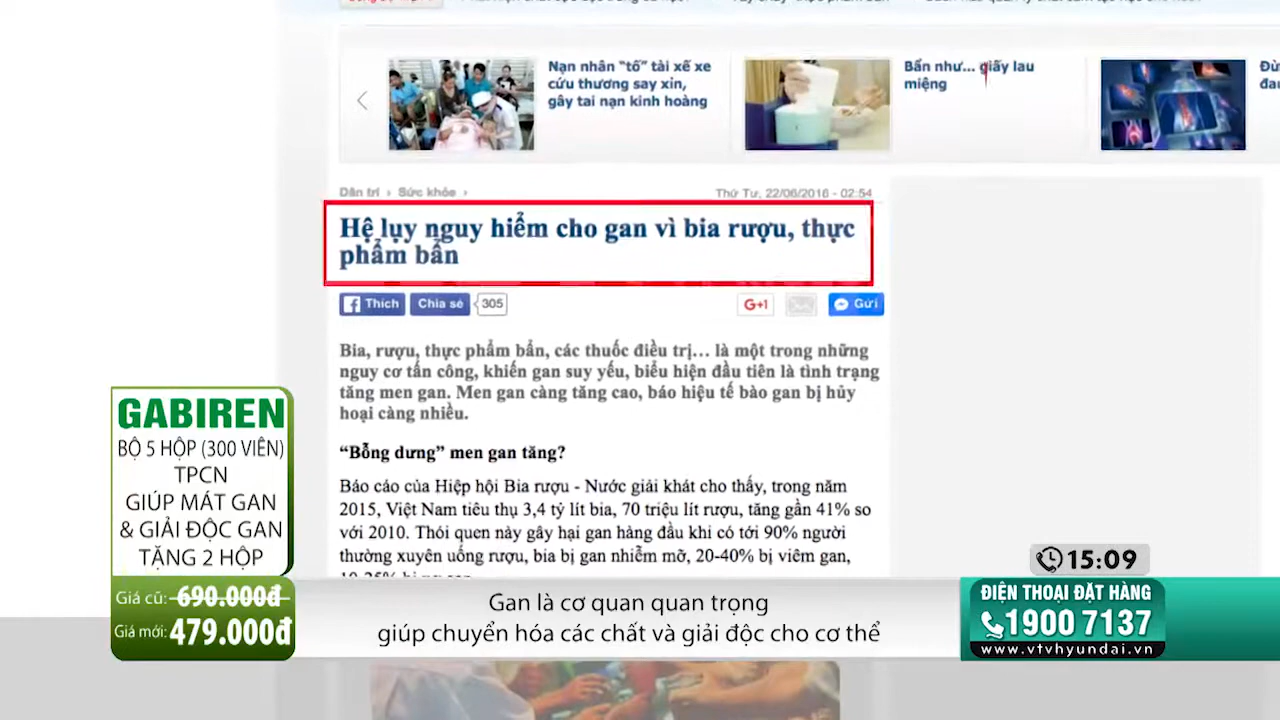 Nạn nhân "tố" tài xế xe
cứu thương say xỉn,
gây tai nạn kinh hoàng
Bẩn như... giấy lau
miệng
Dân trí › Sức khỏe ›
Thứ Tư, 22/06/2016 - 02:54
Hệ lụy nguy hiểm cho gan vì bia rượu, thực
phẩm bẩn
Thích
Chia sẻ
305
G+1
Gửi
Bia, rượu, thực phẩm bẩn, các thuốc điều trị… là một trong những
nguy cơ tấn công, khiến gan suy yếu, biểu hiện đầu tiên là tình trạng
tăng men gan. Men gan càng tăng cao, báo hiệu tế bào gan bị hủy
hoại càng nhiều.
“Bỗng dưng” men gan tăng?
Báo cáo của Hiệp hội Bia rượu - Nước giải khát cho thấy, trong năm
2015, Việt Nam tiêu thụ 3,4 tỷ lít bia, 70 triệu lít rượu, tăng gần 41% so
với 2010. Thói quen này gây hại gan hàng đầu khi có tới 90% người
thường xuyên uống rượu, bia bị gan nhiễm mỡ, 20-40% bị viêm gan,
GABIREN
BỘ 5 HỘP (300 VIÊN)
TPCN
GIÚP MÁT GAN
& GIẢI ĐỘC GAN
TẶNG 2 HỘP
Giá cũ: 690.000đ
Giá mới: 479.000đ
Gan là cơ quan quan trọng
giúp chuyển hóa các chất và giải độc cho cơ thể
15:09
ĐIỆN THOẠI ĐẶT HÀNG
1900 7137
www.vtvhyundai.vn